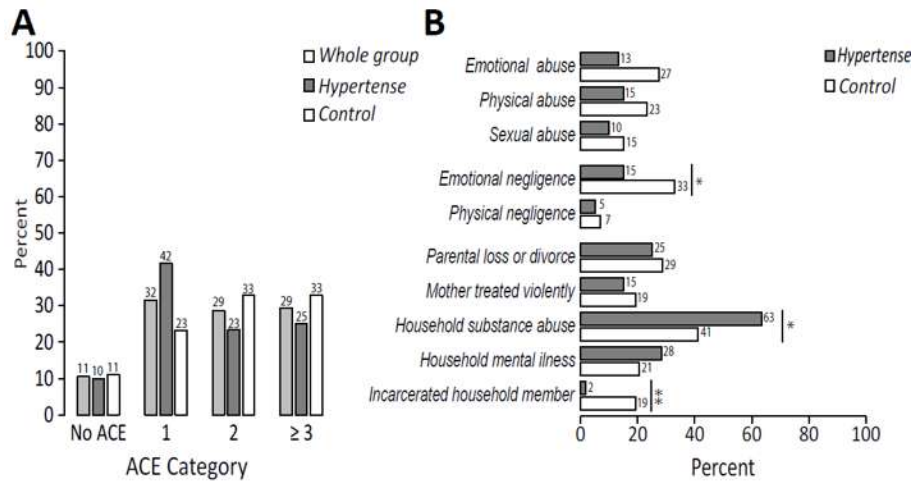 A
100
90
80
70
60
50
40
30
20
10
0
Percent
Whole group
Hypertense
Control
11 10 11
32 42 23
29 23 33
29 25 33
No ACE 1 2 ≥ 3
ACE Category
B
Hypertense
Control
Emotional abuse 13
27
Physical abuse 15
23
Sexual abuse 10
15
Emotional negligence 15
33 *
Physical negligence 5
7
Parental loss or divorce 25
29
Mother treated violently 15
19
Household substance abuse 63
41 *
Household mental ilness 28
21
Incarcerated household member 2
19 **
0 20 40 60 80 100
Percent